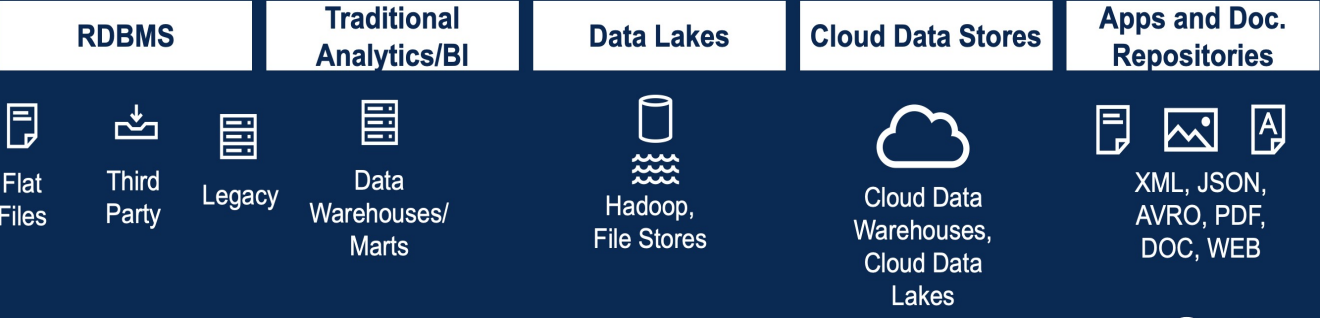 RDBMS
Traditional
Analytics/BI
Data Lakes
Cloud Data Stores
Apps and Doc.
Repositories
Flat
Files
Third
Party
Legacy
Data
Warehouses/
Marts
Hadoop,
File Stores
Cloud Data
Warehouses,
Cloud Data
Lakes
A
XML, JSON,
AVRO, PDF,
DOC, WEB